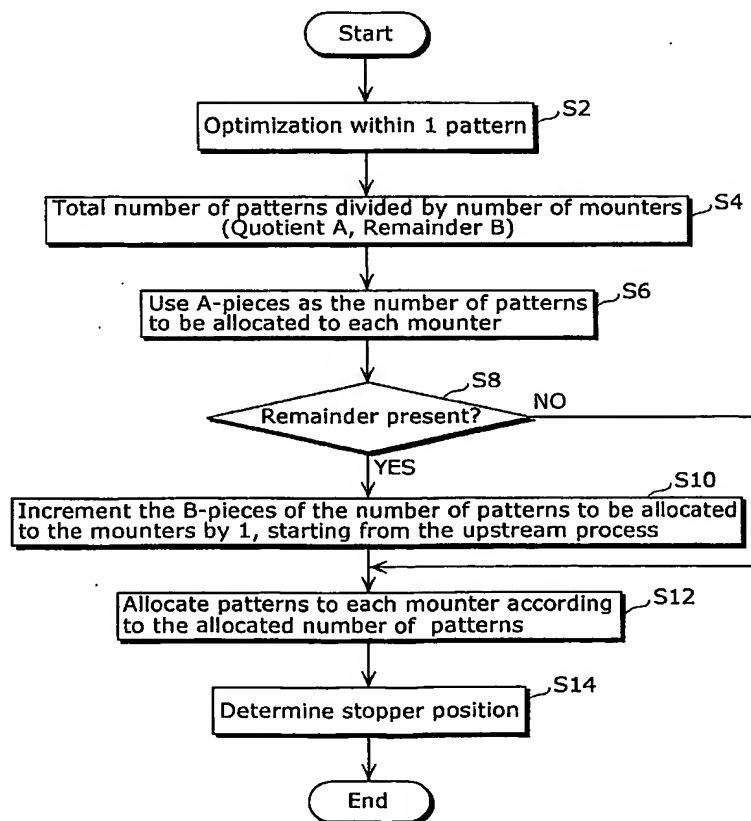 Start
S2
Optimization within 1 pattern
S4
Total number of patterns divided by number of mounters
(Quotient A, Remainder B)
S6
Use A-pieces as the number of patterns
to be allocated to each mounter
S8
Remainder present?
NO
YES
S10
Increment the B-pieces of the number of patterns to be allocated
to the mounters by 1, starting from the upstream process
S12
Allocate patterns to each mounter according
to the allocated number of patterns
S14
Determine stopper position
End